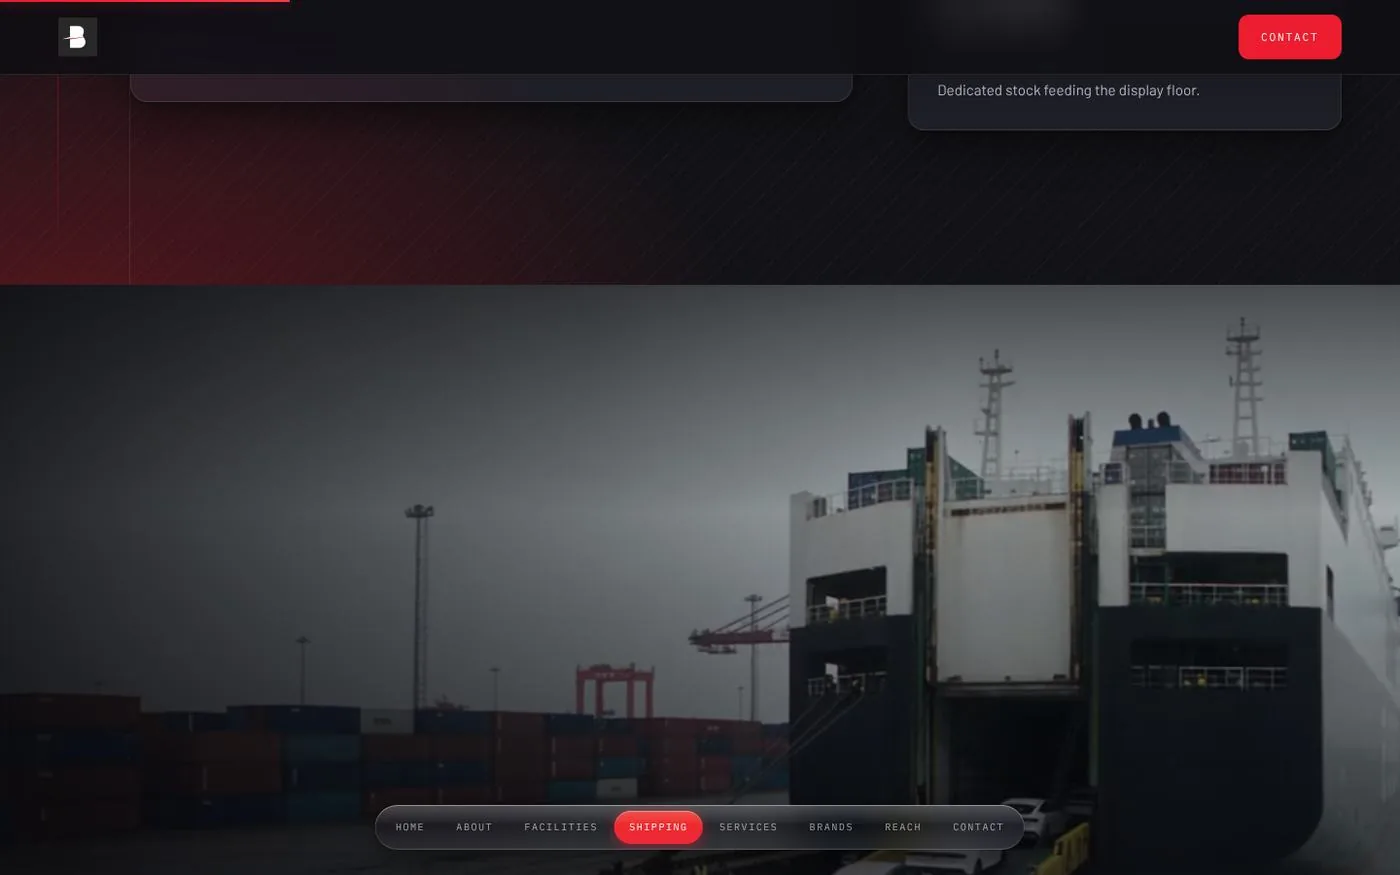 B
CONTACT
Dedicated stock feeding the display floor.
HOME
ABOUT
FACILITIES
SHIPPING
SERVICES
BRANDS
REACH
CONTACT